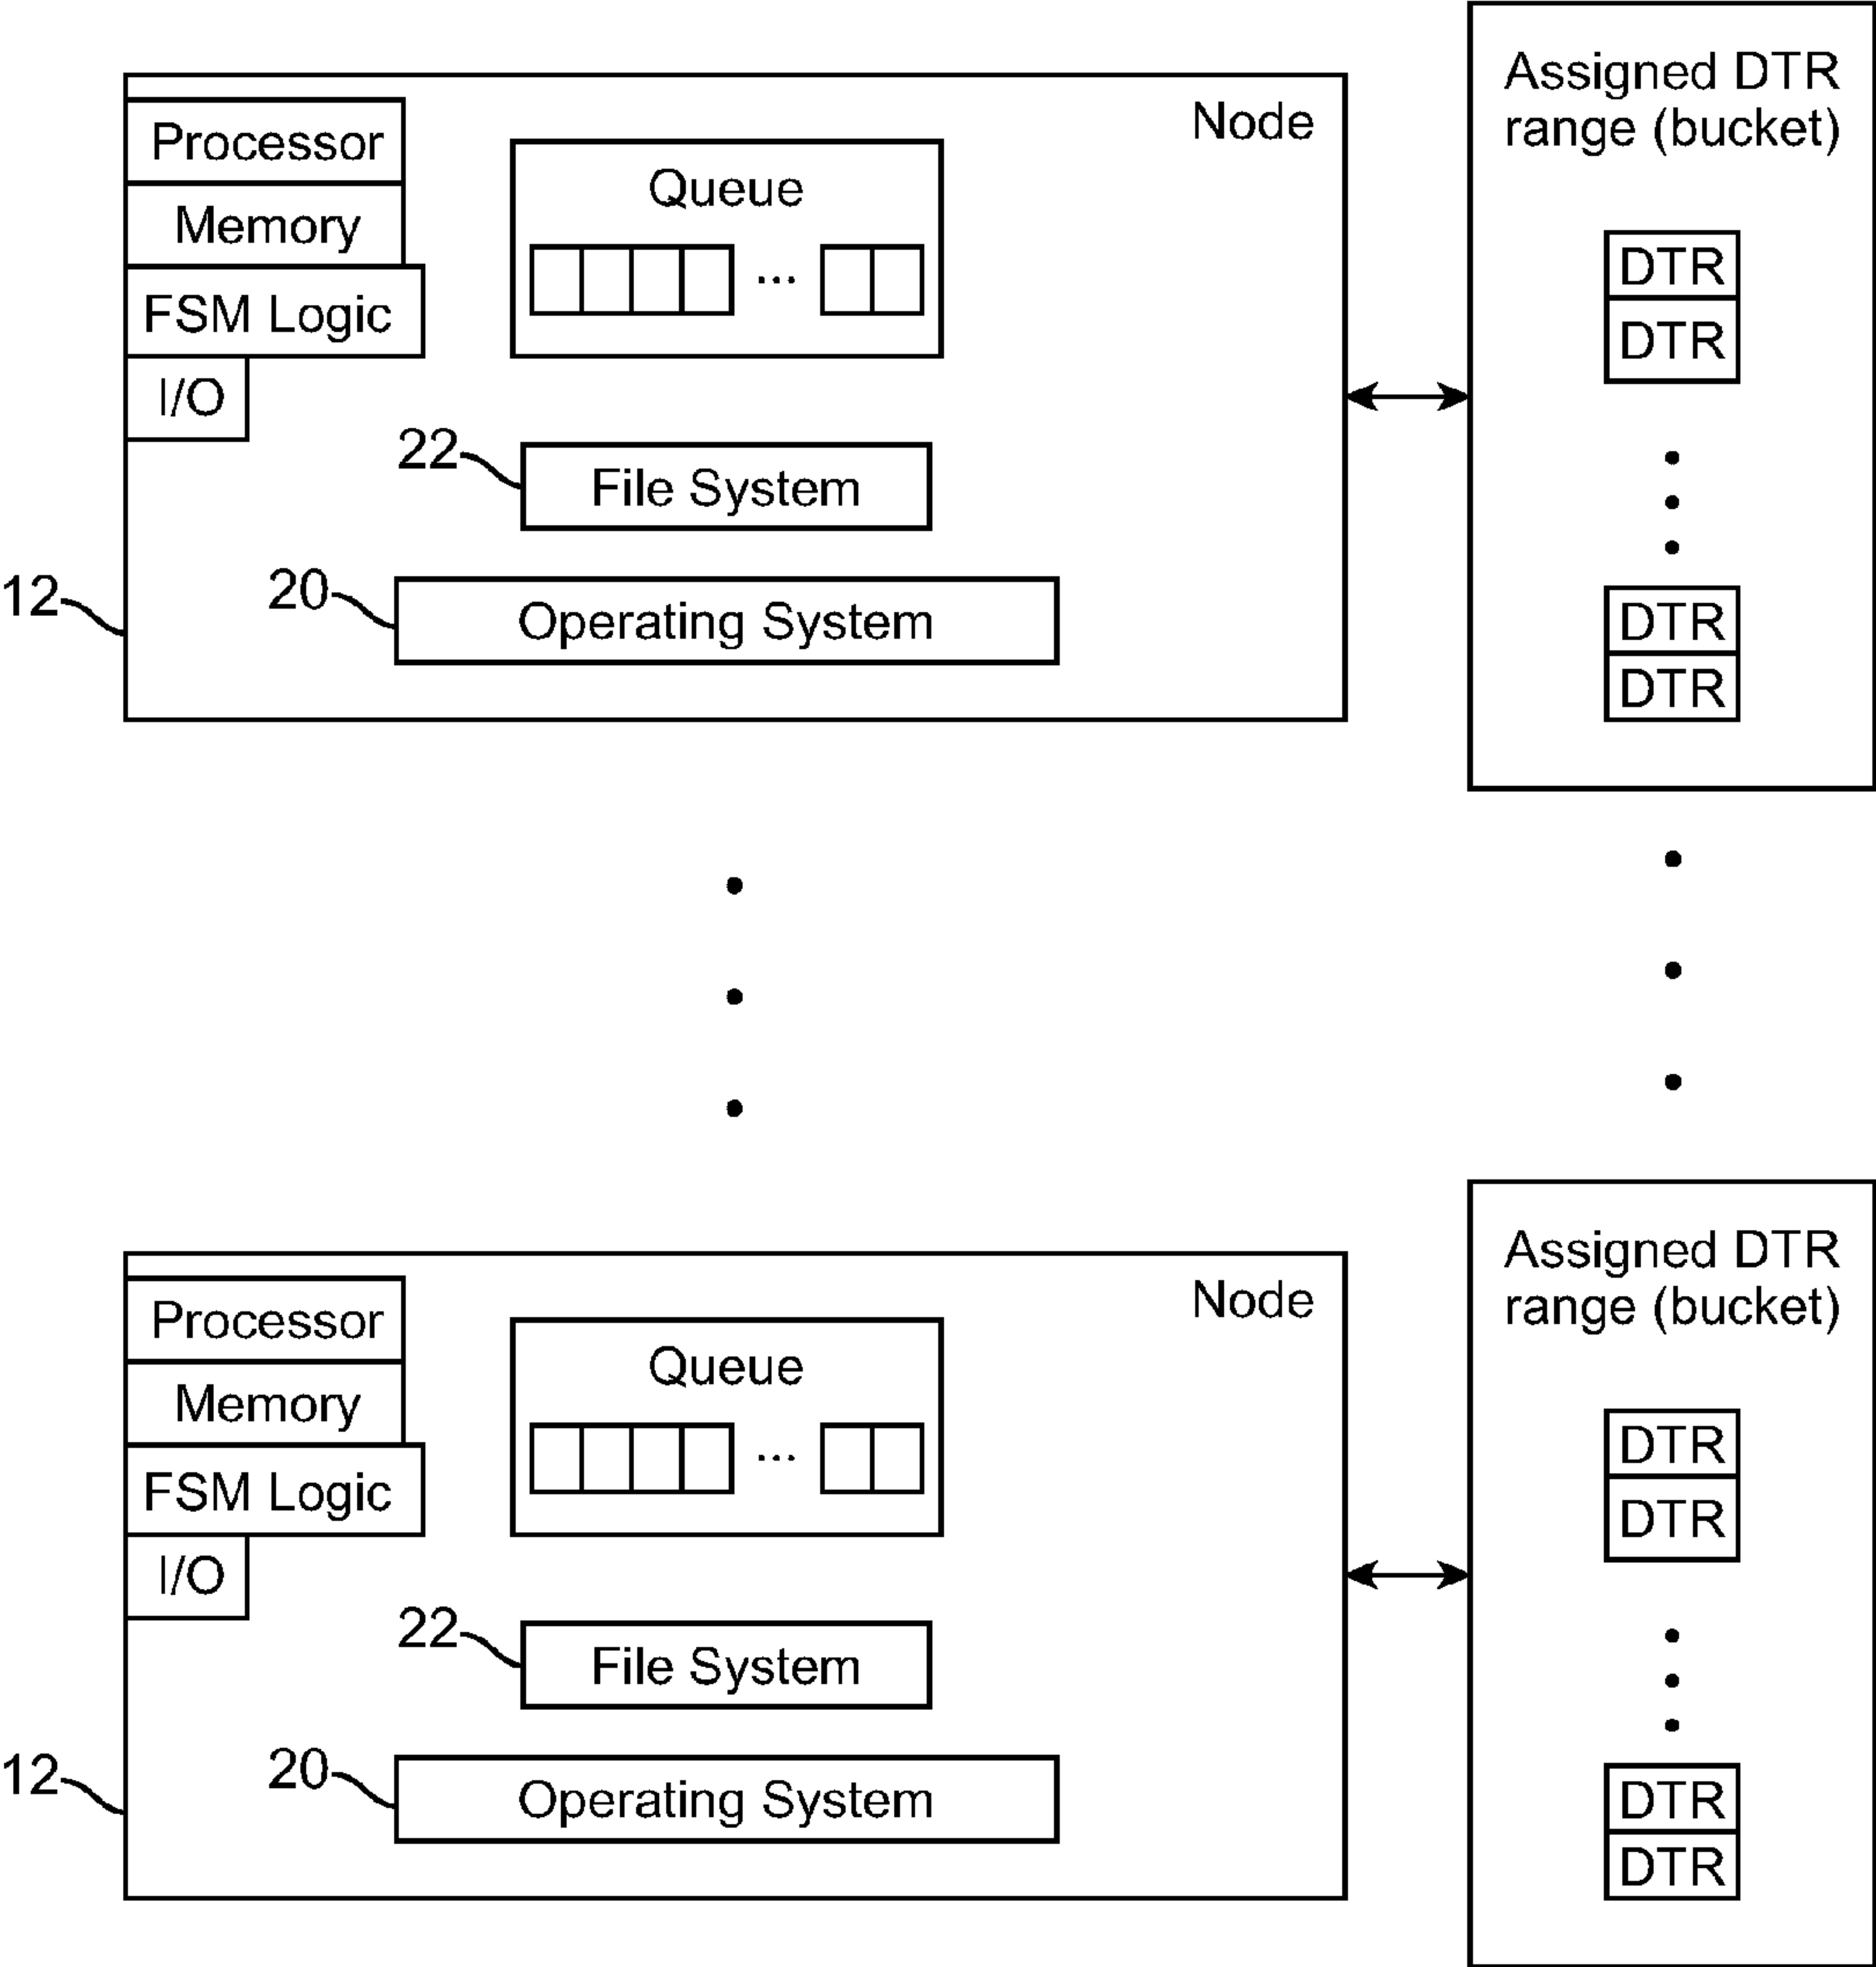 Assigned DTR
range (bucket)
Node
Processor
Queue
Memory
...
FSM Logic
I/O
DTR
DTR
22
File System
12
20
Operating System
DTR
DTR
Assigned DTR
range (bucket)
Node
Processor
Queue
Memory
...
FSM Logic
I/O
DTR
DTR
22
File System
12
20
Operating System
DTR
DTR